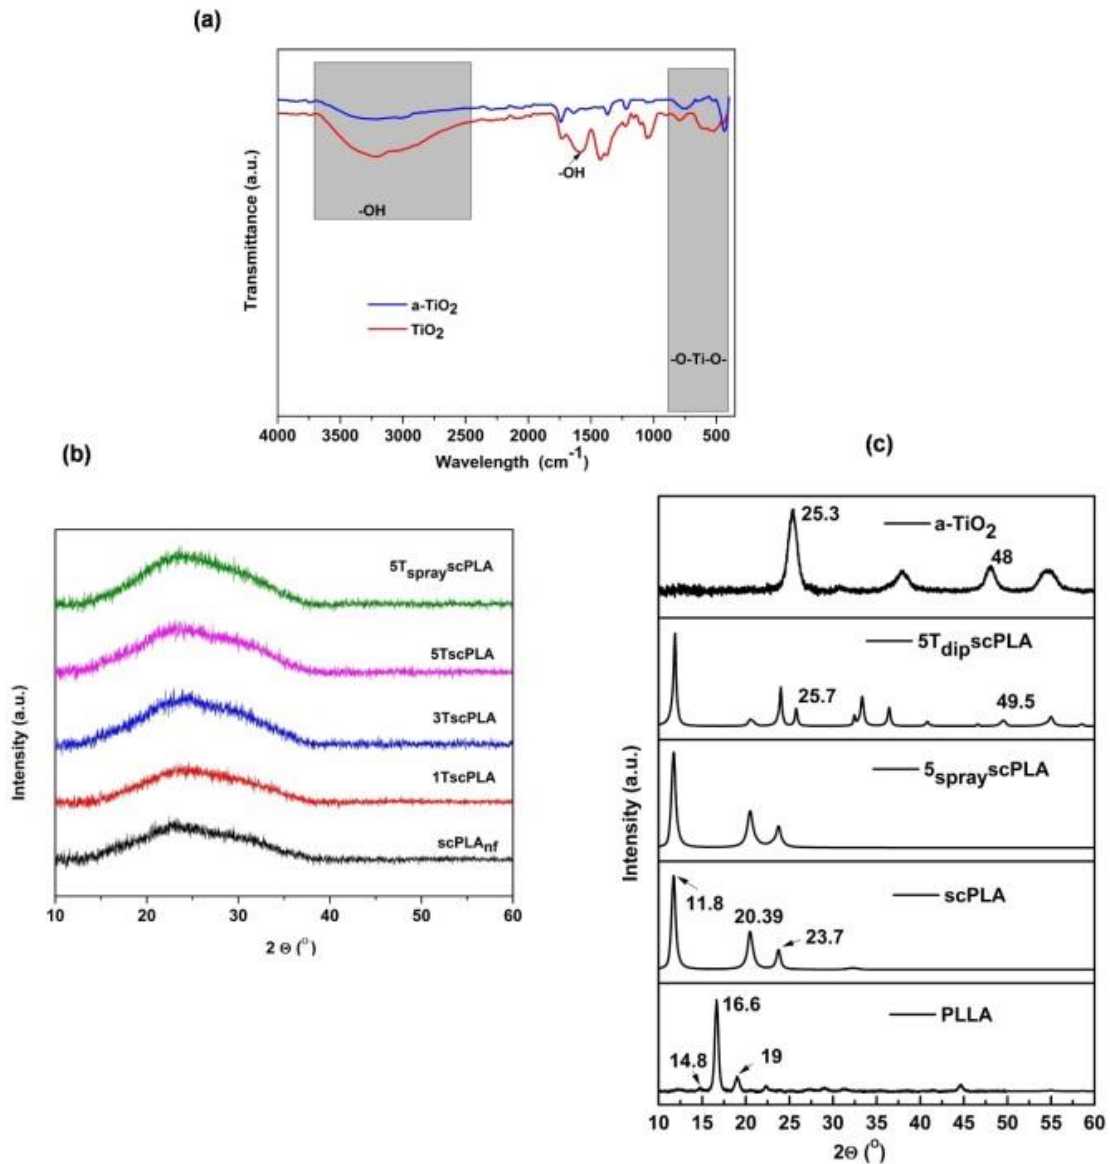 (a)
Transmittance (a.u.)
-OH
-OH
a-TiO2
TiO2
-O-Ti-O-
4000 3500 3000 2500 2000 1500 1000 500
Wavelength (cm-1)
(b)
Intensity (a.u.)
5TsprayscPLA
5TscPLA
3TscPLA
1TscPLA
scPLAnf
10 20 30 40 50 60
2 Θ (o)
(c)
Intensity (a.u.)
25.3
a-TiO2
48
5TdipscPLA
25.7
49.5
5sprayscPLA
scPLA
11.8
20.39
23.7
16.6
PLLA
14.8
19
10 15 20 25 30 35 40 45 50 55 60
2Θ (o)